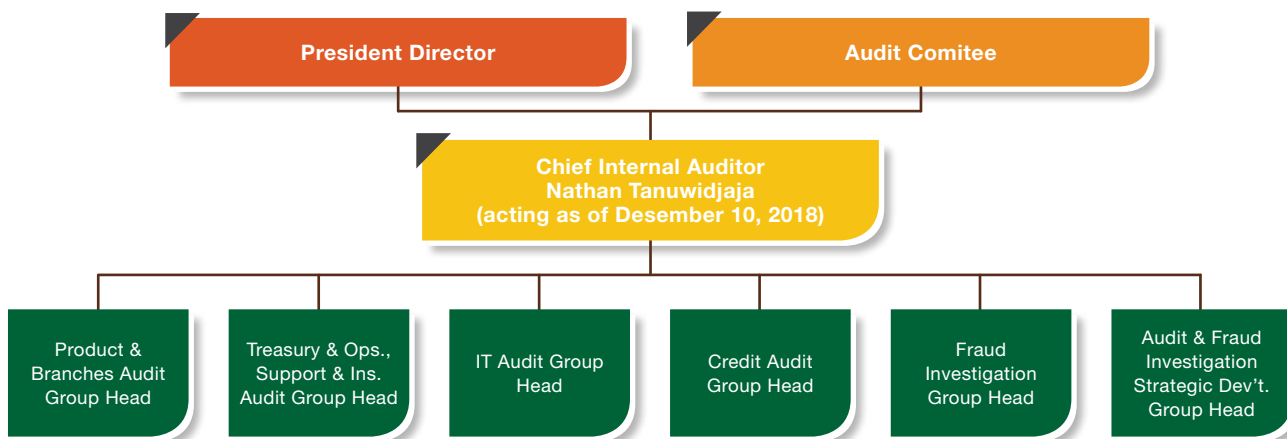 President Director
Audit Comitee
Chief Internal Auditor
Nathan Tanuwidjaja
(acting as of Desember 10, 2018)
Product &
Branches Audit
Group Head
Treasury & Ops.,
Support & Ins.
Audit Group Head
IT Audit Group
Head
Credit Audit
Group Head
Fraud
Investigation
Group Head
Audit & Fraud
Investigation
Strategic Dev’t.
Group Head